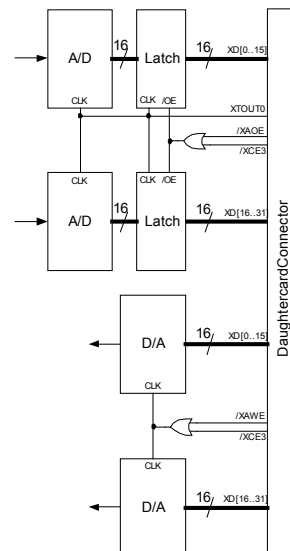 A/D 16 Latch 16 XD[0..15]
CLK CLK /OE XTOUT0
/XAOE
/XCE3
CLK CLK /OE
A/D 16 Latch 16 XD[16..31]
DaughtercardConnector
D/A 16 XD[0..15]
CLK
/XAWE
/XCE3
CLK
D/A 16 XD[16..31]